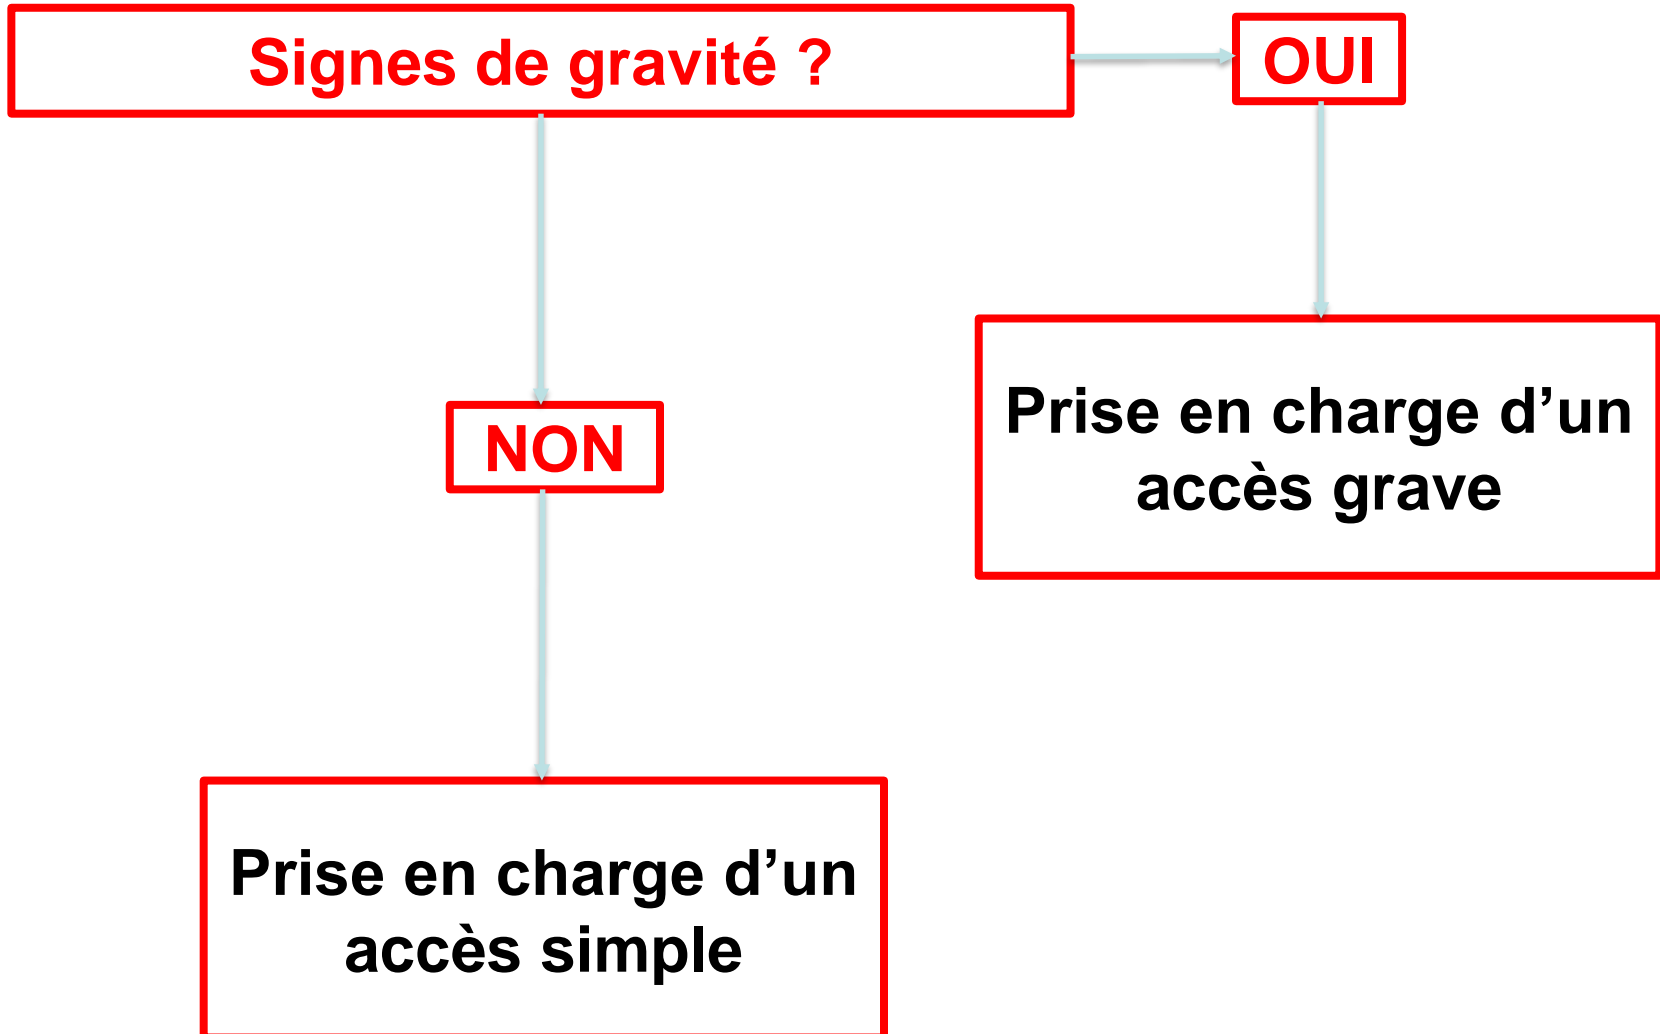 Signes de gravité ?
OUI
NON
Prise en charge d’un
accès grave
Prise en charge d’un
accès simple